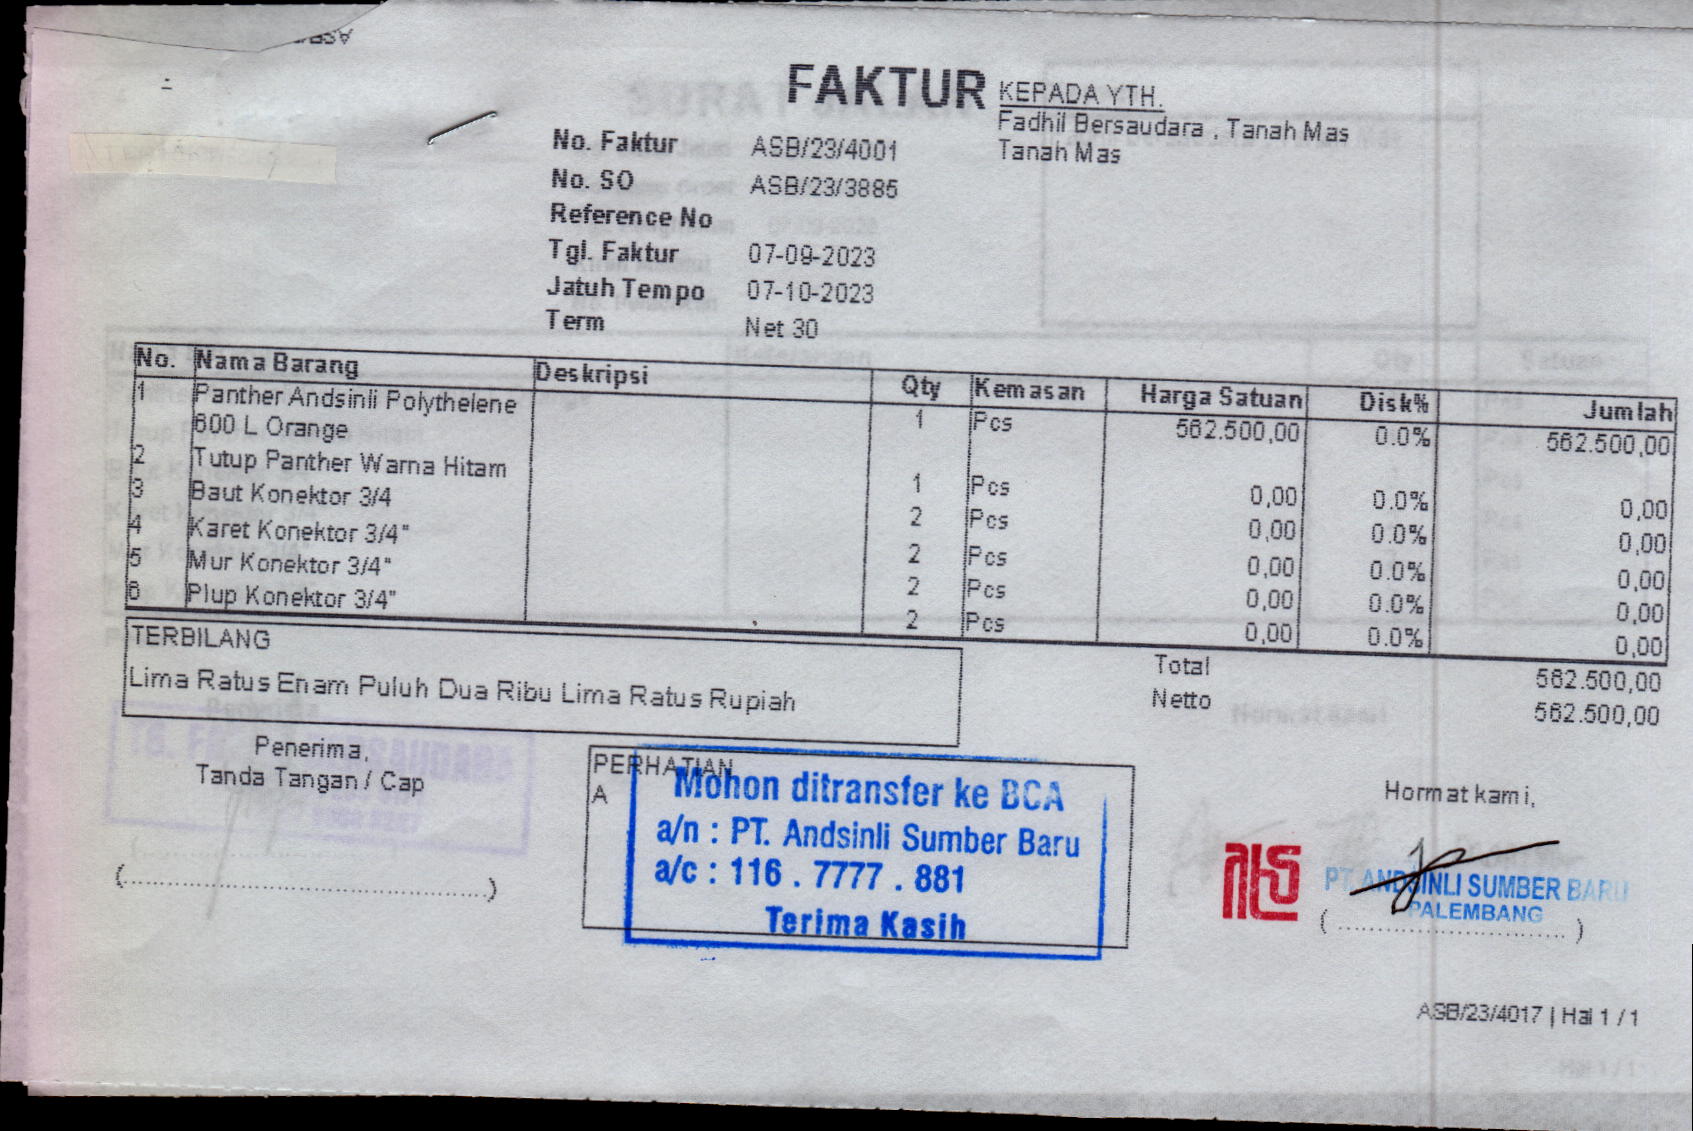 FAKTUR
KEPADA YTH.
Fadhil Bersaudara , Tanah Mas
Tanah Mas
No. Faktur ASB/23/4001
No. SO ASB/23/3885
Reference No
Tgl. Faktur 07-09-2023
Jatuh Tempo 07-10-2023
Term Net 30
No. Nama Barang Deskripsi Qty Kemasan Harga Satuan Disk% Jumlah
1 Panther Andsinli Polythelene 1 Pcs 562.500,00 0.0% 562.500,00
600 L Orange
2 Tutup Panther Warna Hitam 1 Pcs 0,00 0.0% 0,00
3 Baut Konektor 3/4 2 Pcs 0,00 0.0% 0,00
4 Karet Konektor 3/4" 2 Pcs 0,00 0.0% 0,00
5 Mur Konektor 3/4" 2 Pcs 0,00 0.0% 0,00
6 Plup Konektor 3/4" 2 Pcs 0,00 0.0% 0,00
TERBILANG
Lima Ratus Enam Puluh Dua Ribu Lima Ratus Rupiah
Total 562.500,00
Netto 562.500,00
Penerima,
Tanda Tangan / Cap
(........................................................)
PERHATIAN
A
Mohon ditransfer ke BCA
a/n : PT. Andsinli Sumber Baru
a/c : 116 . 7777 . 881
Terima Kasih
Hormat kami,
PT. ANDSINLI SUMBER BARU
PALEMBANG
( ................................... )
ASB/23/4017 | Hal 1 / 1